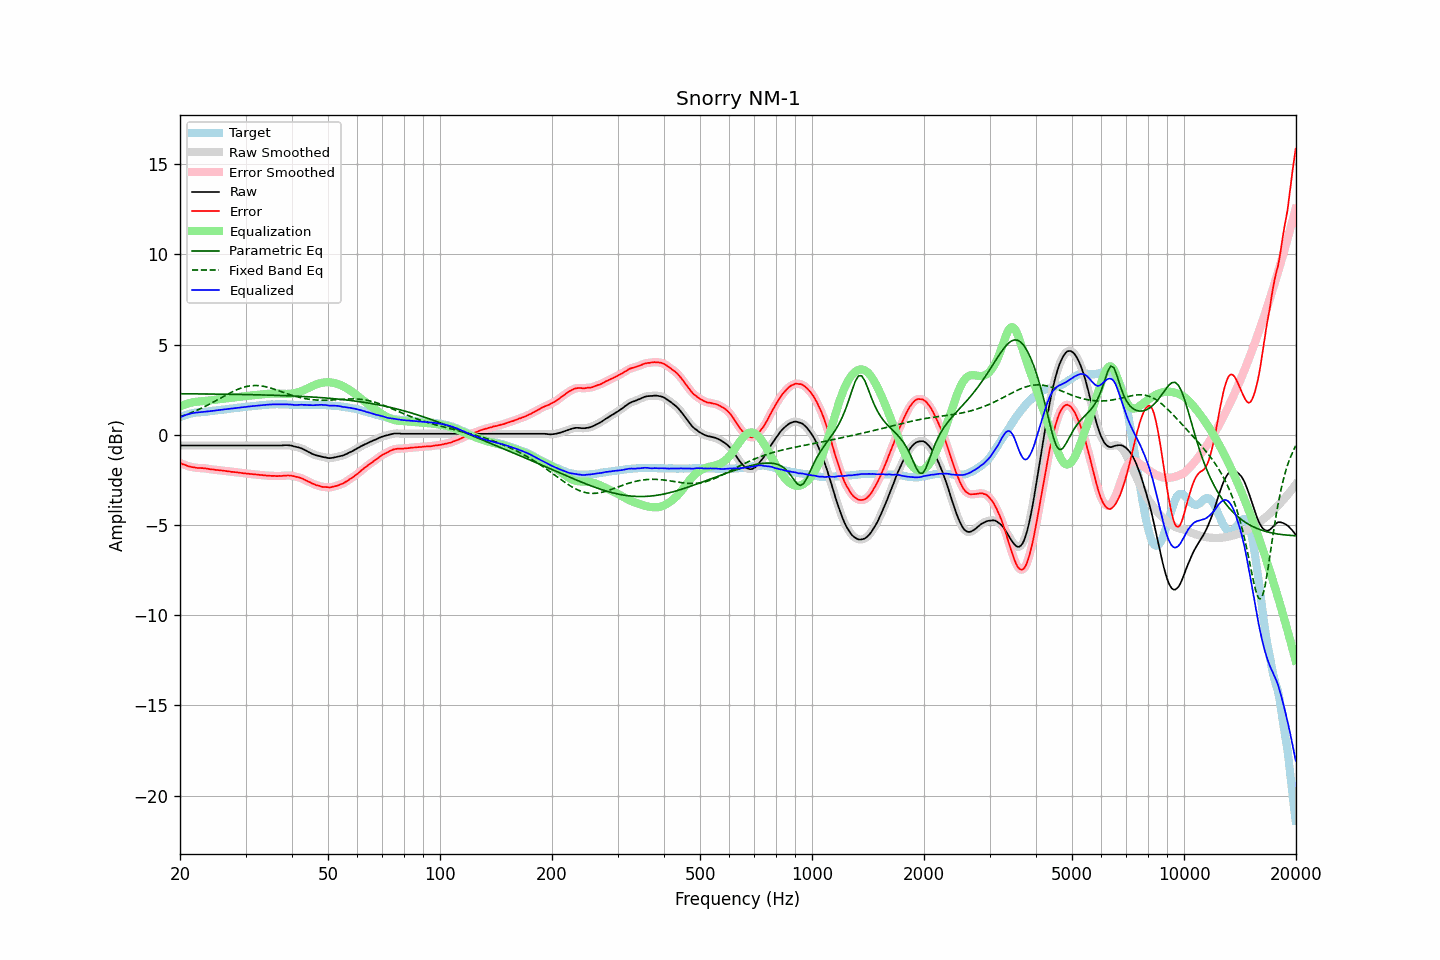 Snorry NM-1
Target
Raw Smoothed
Error Smoothed
Raw
Error
Equalization
Parametric Eq
Fixed Band Eq
Equalized
15
10
5
0
−5
−10
−15
−20
Amplitude (dBr)
20
50
100
200
500
1000
2000
5000
10000
20000
Frequency (Hz)